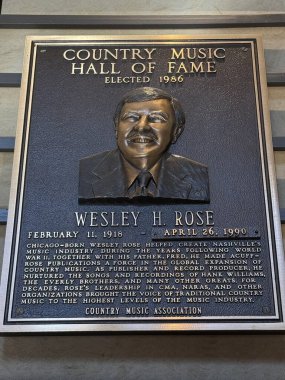 COUNTRY MUSIC
HALL OF FAME
ELECTED 1986
WESLEY H ROSE
FEBRUARY 11, 1918 - APRIL 26, 1990
CHICAGO-BORN WESLEY ROSE HELPED CREATE NASHVILLE'S
MUSIC INDUSTRY DURING THE YEARS FOLLOWING WORLD
WAR II. TOGETHER WITH HIS FATHER, FRED, HE MADE ACUFF-
ROSE PUBLICATIONS A FORCE IN THE GLOBAL EXPANSION OF
COUNTRY MUSIC. AS PUBLISHER AND RECORD PRODUCER, HE
NURTURED THE SONGS AND RECORDINGS OF HANK WILLIAMS,
THE EVERLY BROTHERS, AND MANY OTHER GREATS. FOR
DECADES, ROSE'S LEADERSHIP IN CMA, NARAS, AND OTHER
ORGANIZATIONS BROUGHT THE VOICE OF TRADITIONAL COUNTRY
MUSIC TO THE HIGHEST LEVELS OF THE MUSIC INDUSTRY.
COUNTRY MUSIC ASSOCIATION